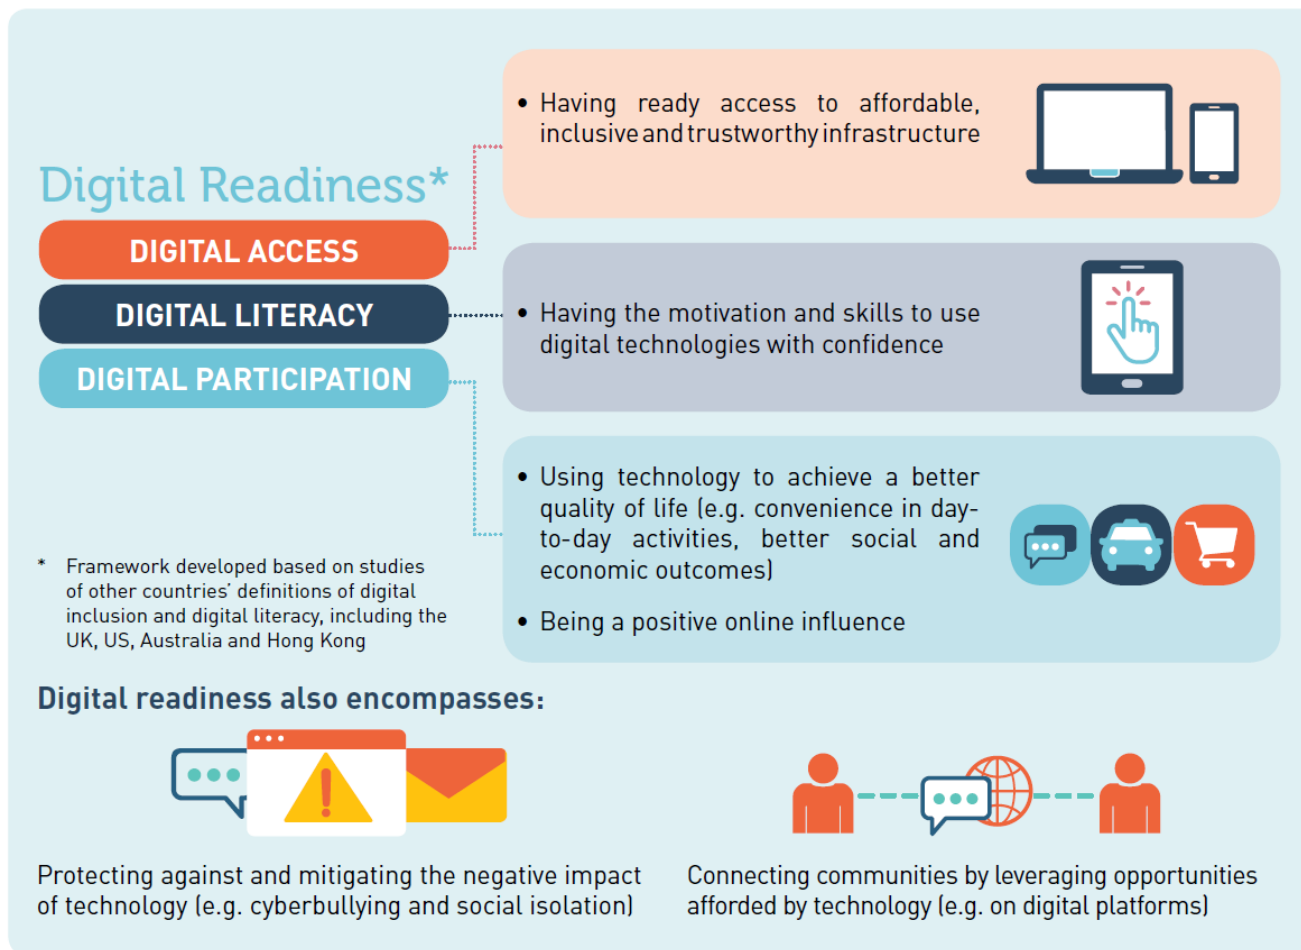 Digital Readiness*
DIGITAL ACCESS
DIGITAL LITERACY
DIGITAL PARTICIPATION
• Having ready access to affordable,
inclusive and trustworthy infrastructure
• Having the motivation and skills to use
digital technologies with confidence
• Using technology to achieve a better
quality of life (e.g. convenience in day-
to-day activities, better social and
economic outcomes)
• Being a positive online influence
* Framework developed based on studies
of other countries’ definitions of digital
inclusion and digital literacy, including the
UK, US, Australia and Hong Kong
Digital readiness also encompasses:
Protecting against and mitigating the negative impact
of technology (e.g. cyberbullying and social isolation)
Connecting communities by leveraging opportunities
afforded by technology (e.g. on digital platforms)